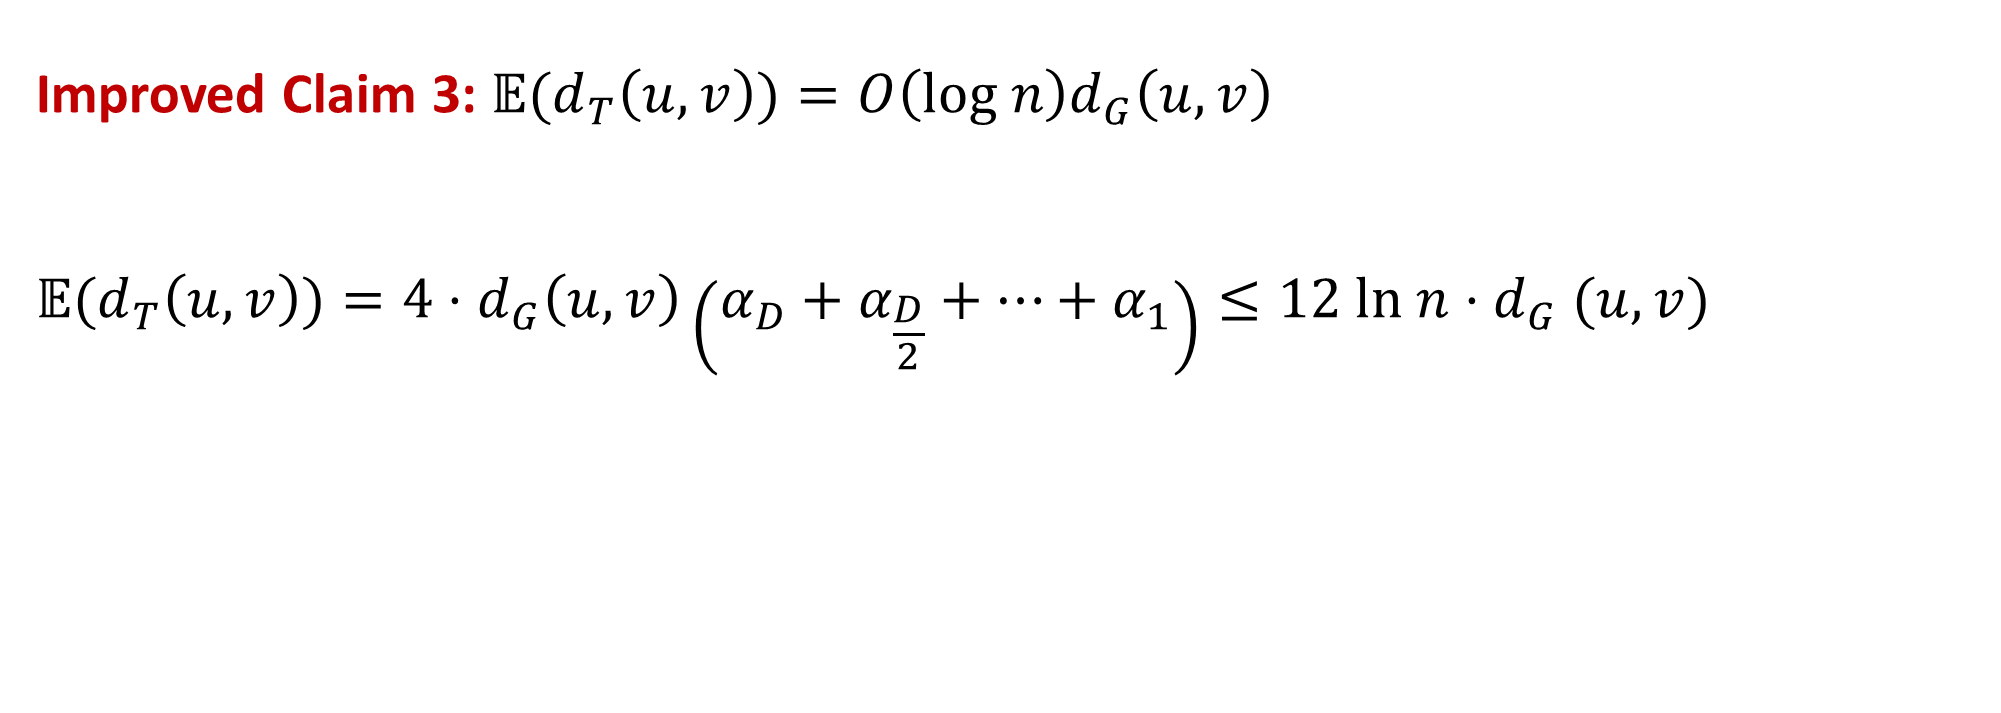 Improved Claim 3: 𝔼(d_T(u, v)) = O(log n)d_G(u, v)
𝔼(d_T(u, v)) = 4 · d_G(u, v)(α_D + α_{D/2} + ⋯ + α_1) ≤ 12 ln n · d_G (u, v)